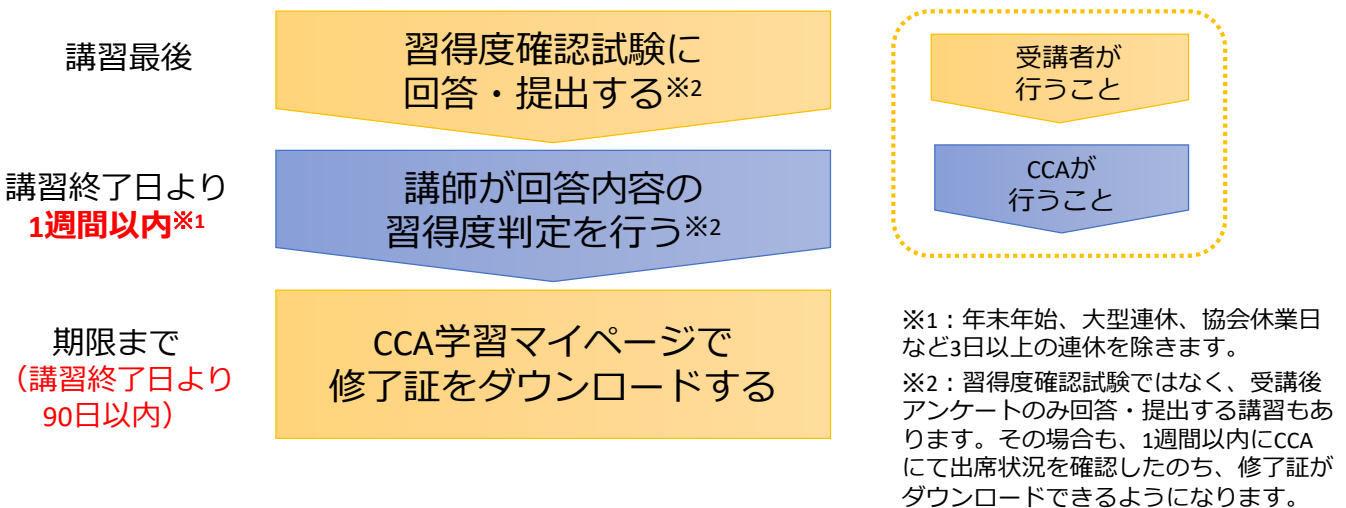 講習最後
習得度確認試験に
回答・提出する※2
講習終了日より
1週間以内※1
講師が回答内容の
習得度判定を行う※2
期限まで
（講習終了日より
90日以内）
CCA学習マイページで
修了証をダウンロードする
受講者が
行うこと
CCAが
行うこと
※1：年末年始、大型連休、協会休業日
など3日以上の連休を除きます。
※2：習得度確認試験ではなく、受講後
アンケートのみ回答・提出する講習もあ
ります。その場合も、1週間以内にCCA
にて出席状況を確認したのち、修了証が
ダウンロードできるようになります。